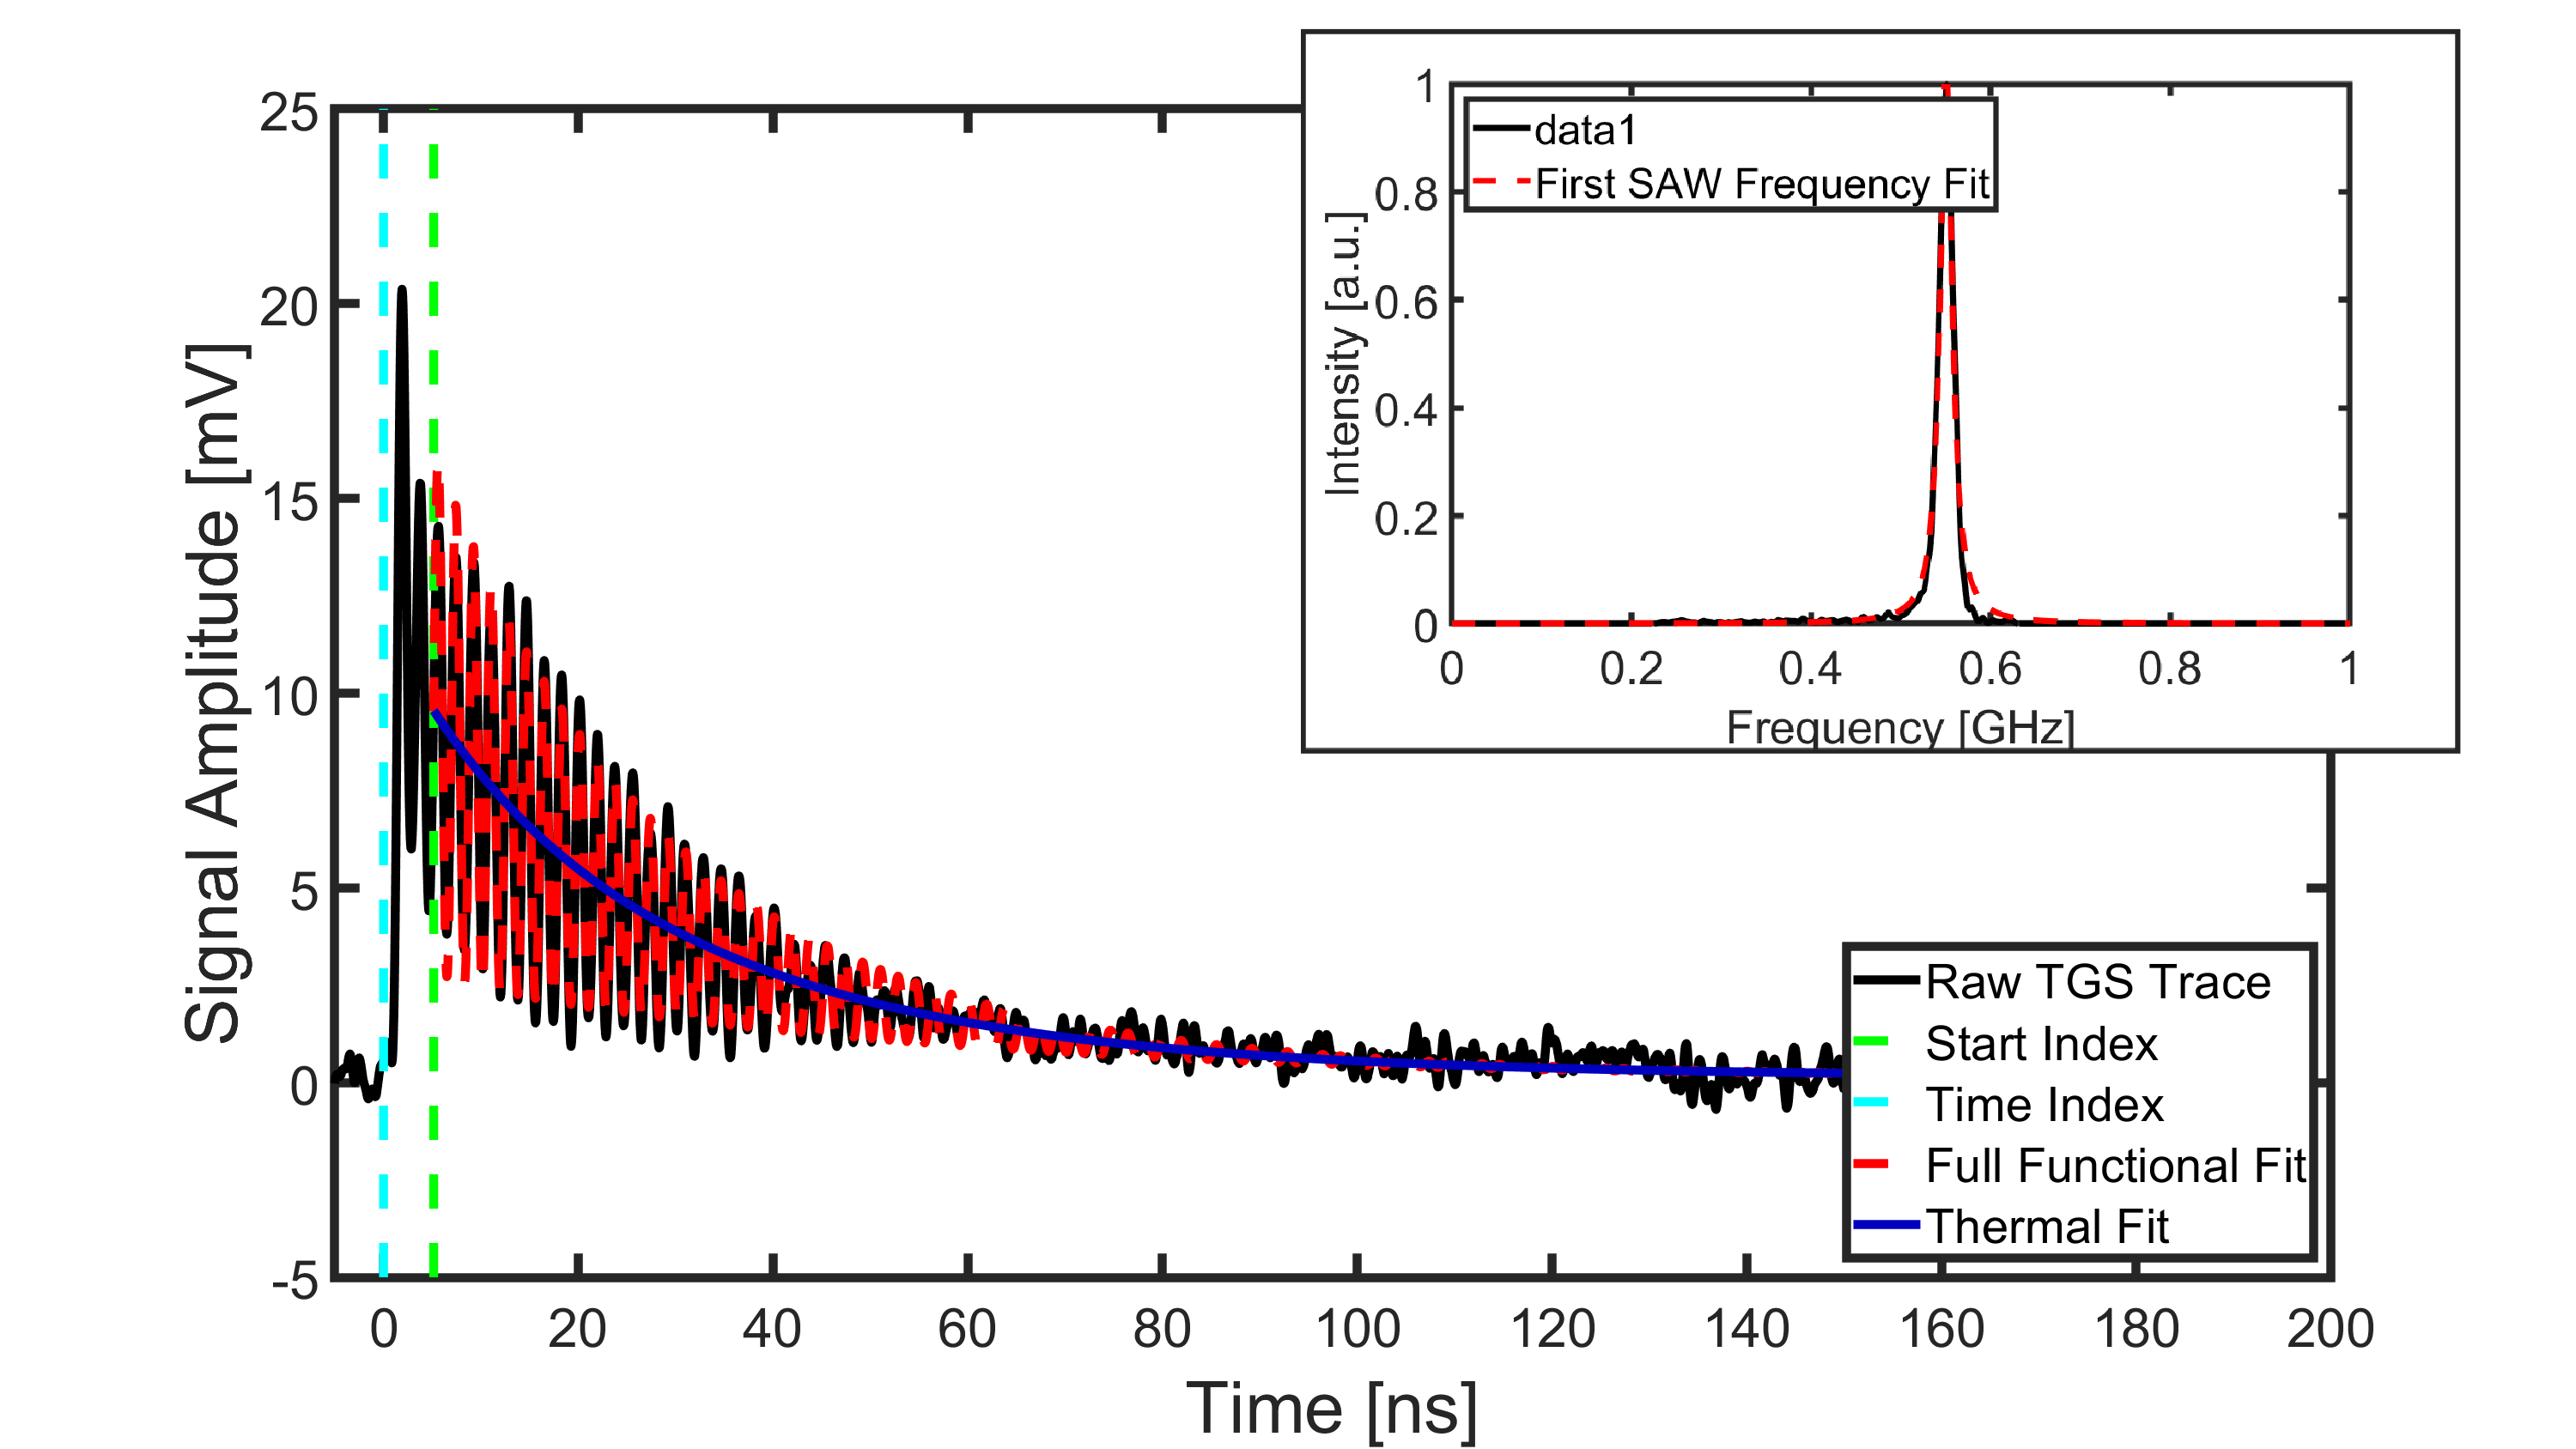 25
20
15
10
5
0
-5
Signal Amplitude [mV]
0 20 40 60 80 100 120 140 160 180 200
Time [ns]
1
0.8
0.6
0.4
0.2
0
Intensity [a.u.]
data1
First SAW Frequency Fit
0 0.2 0.4 0.6 0.8 1
Frequency [GHz]
Raw TGS Trace
Start Index
Time Index
Full Functional Fit
Thermal Fit